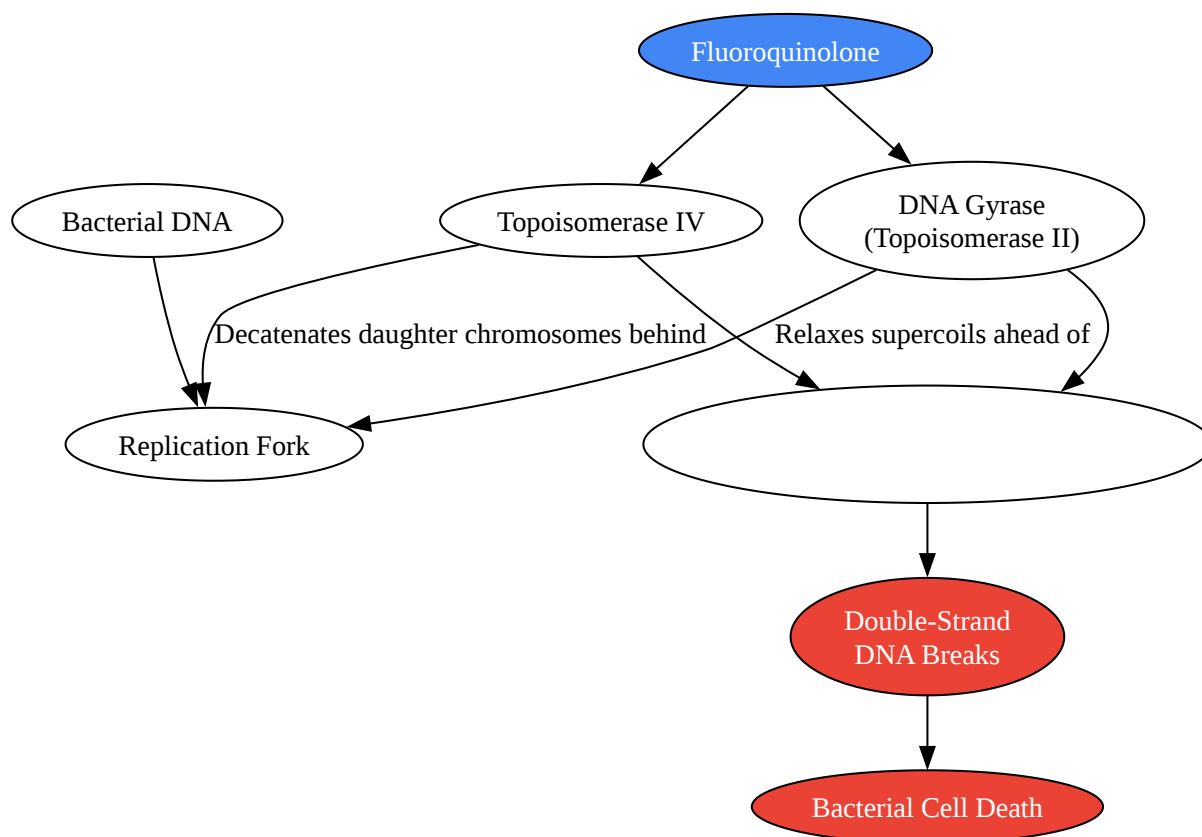 Fluoroquinolone
Bacterial DNA
Topoisomerase IV
DNA Gyrase
(Topoisomerase II)
Decatenates daughter chromosomes behind
Relaxes supercoils ahead of
Replication Fork
Double-Strand
DNA Breaks
Bacterial Cell Death